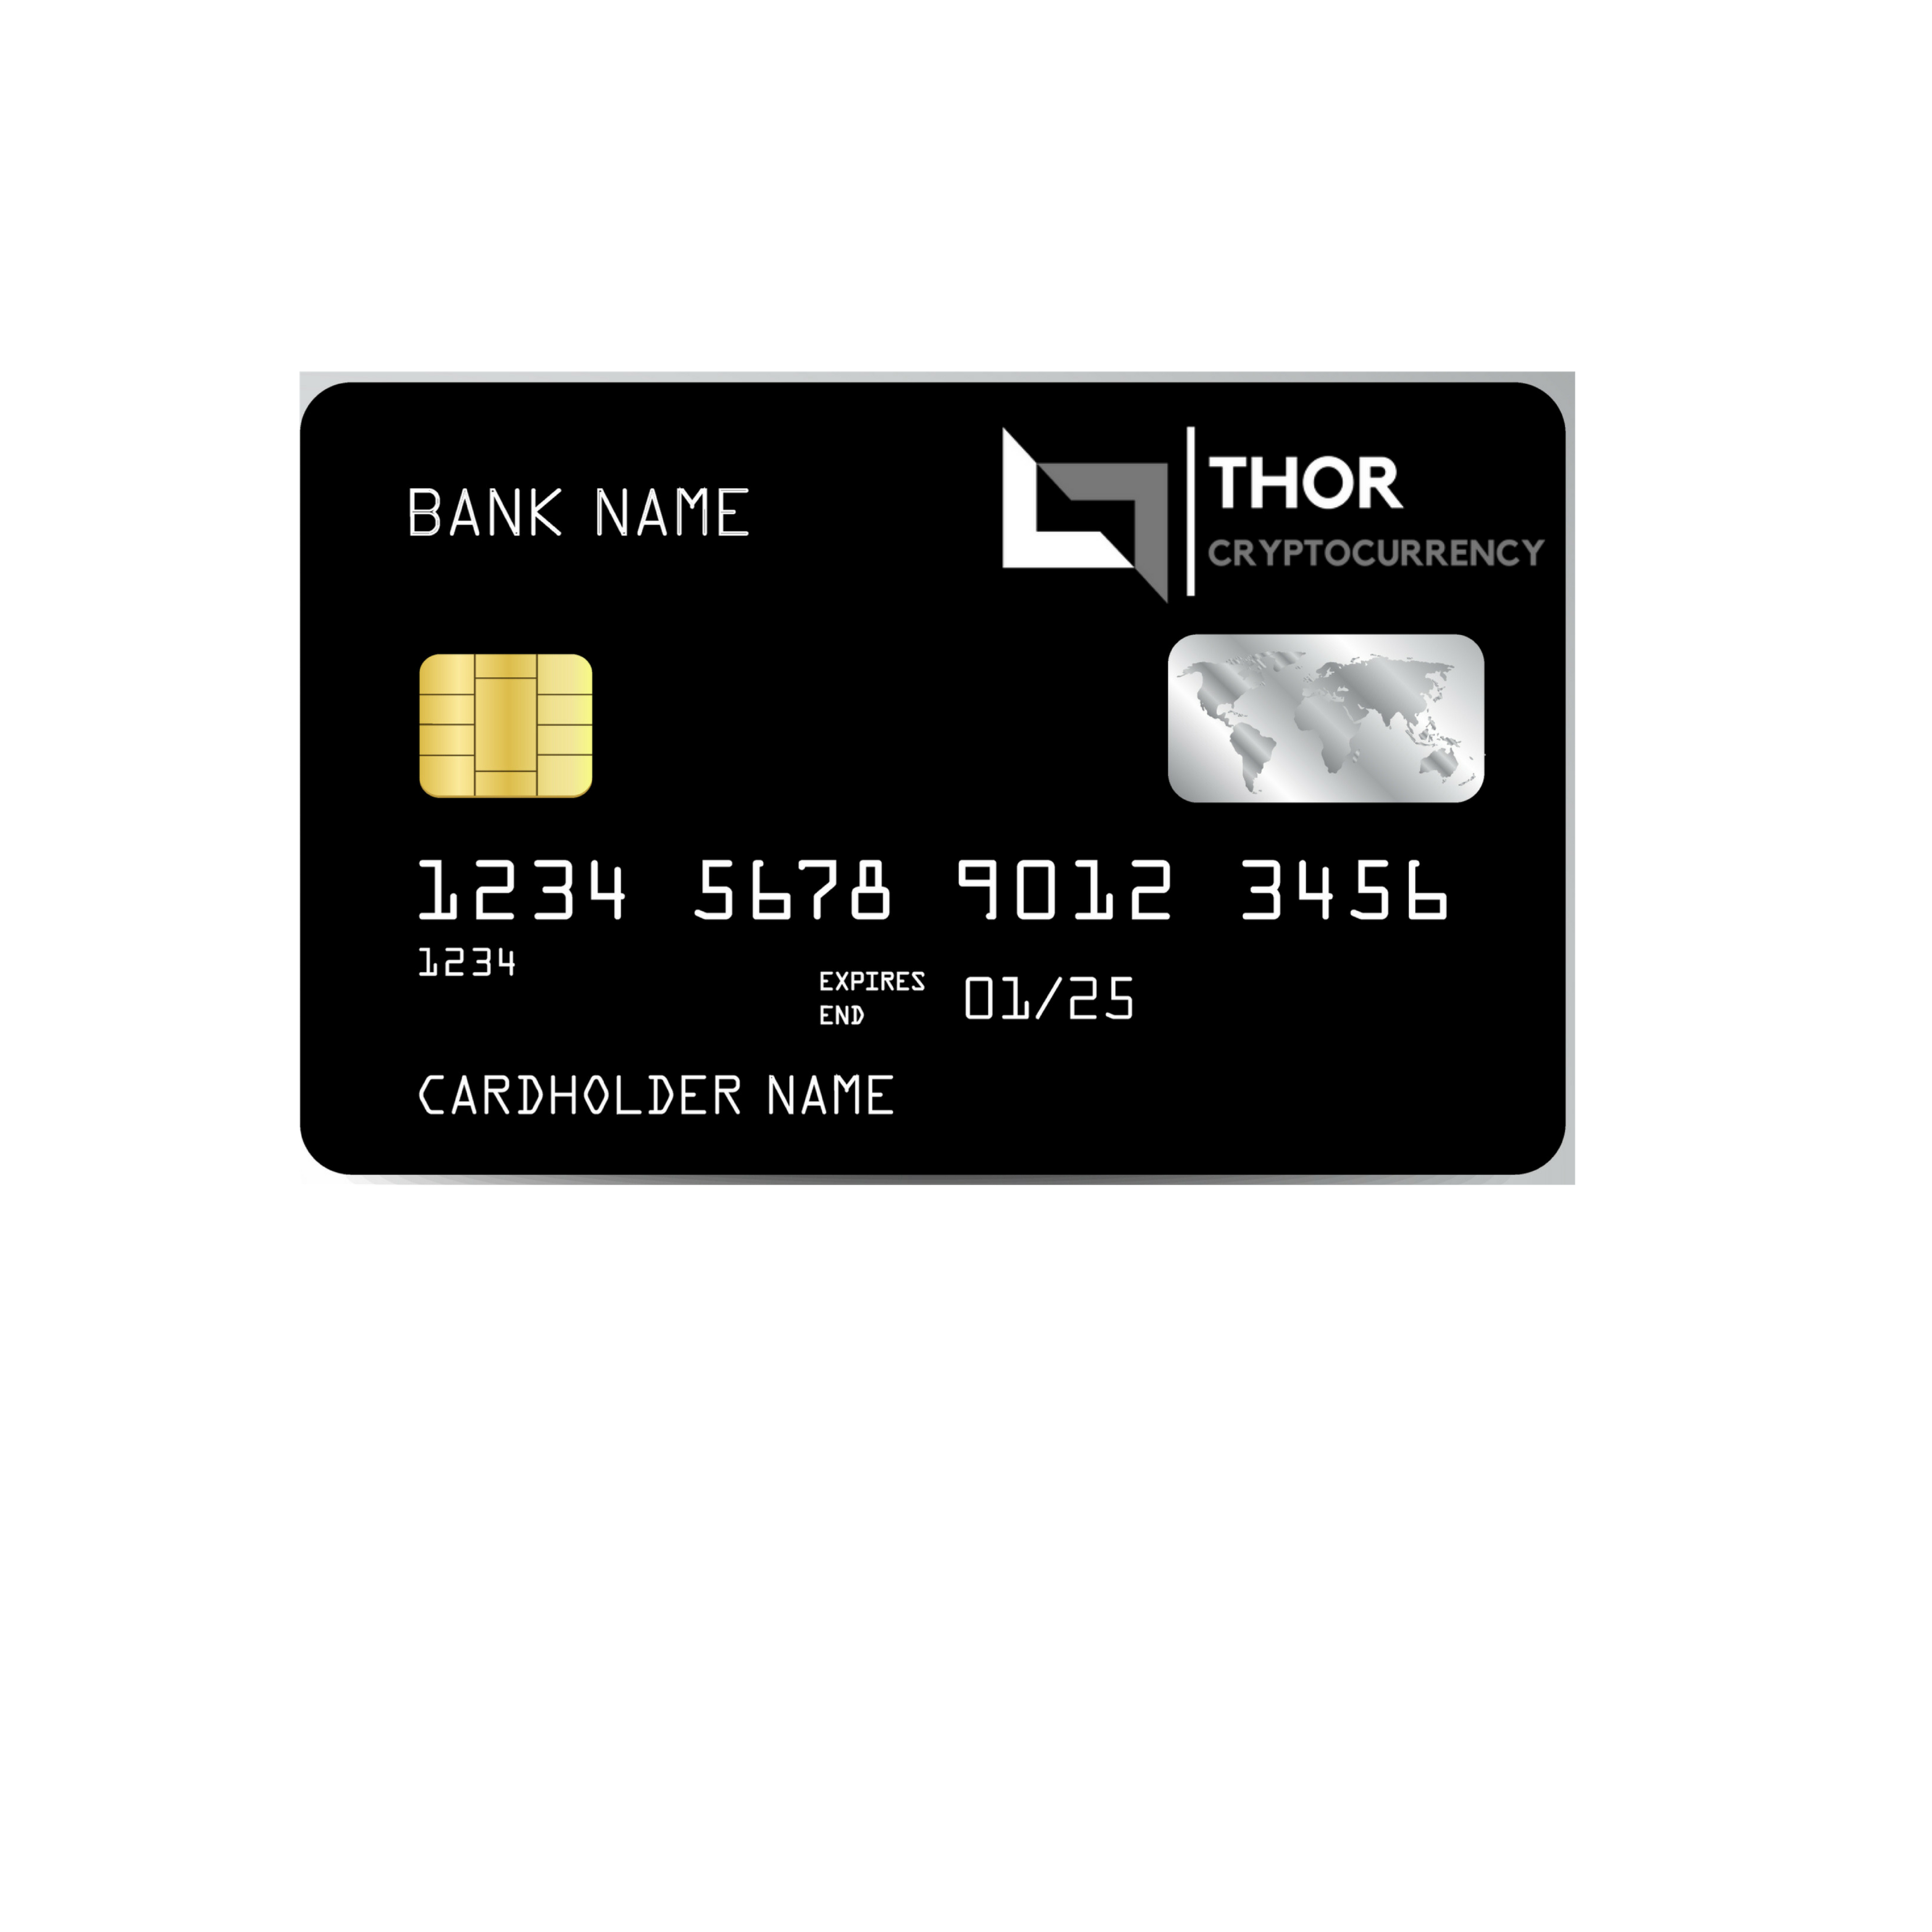 BANK NAME
THOR
CRYPTOCURRENCY
1234 5678 9012 3456
1234
EXPIRES
END
01/25
CARDHOLDER NAME